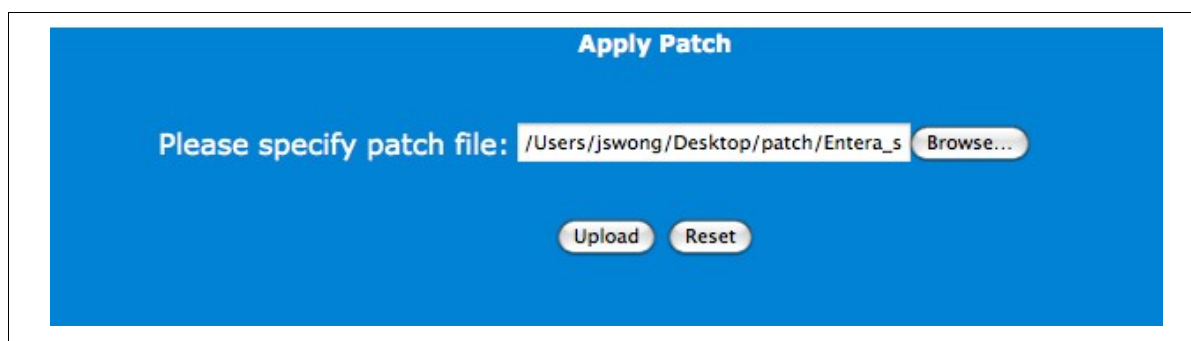 Apply Patch
Please specify patch file: /Users/jswong/Desktop/patch/Entera_s Browse...
Upload Reset